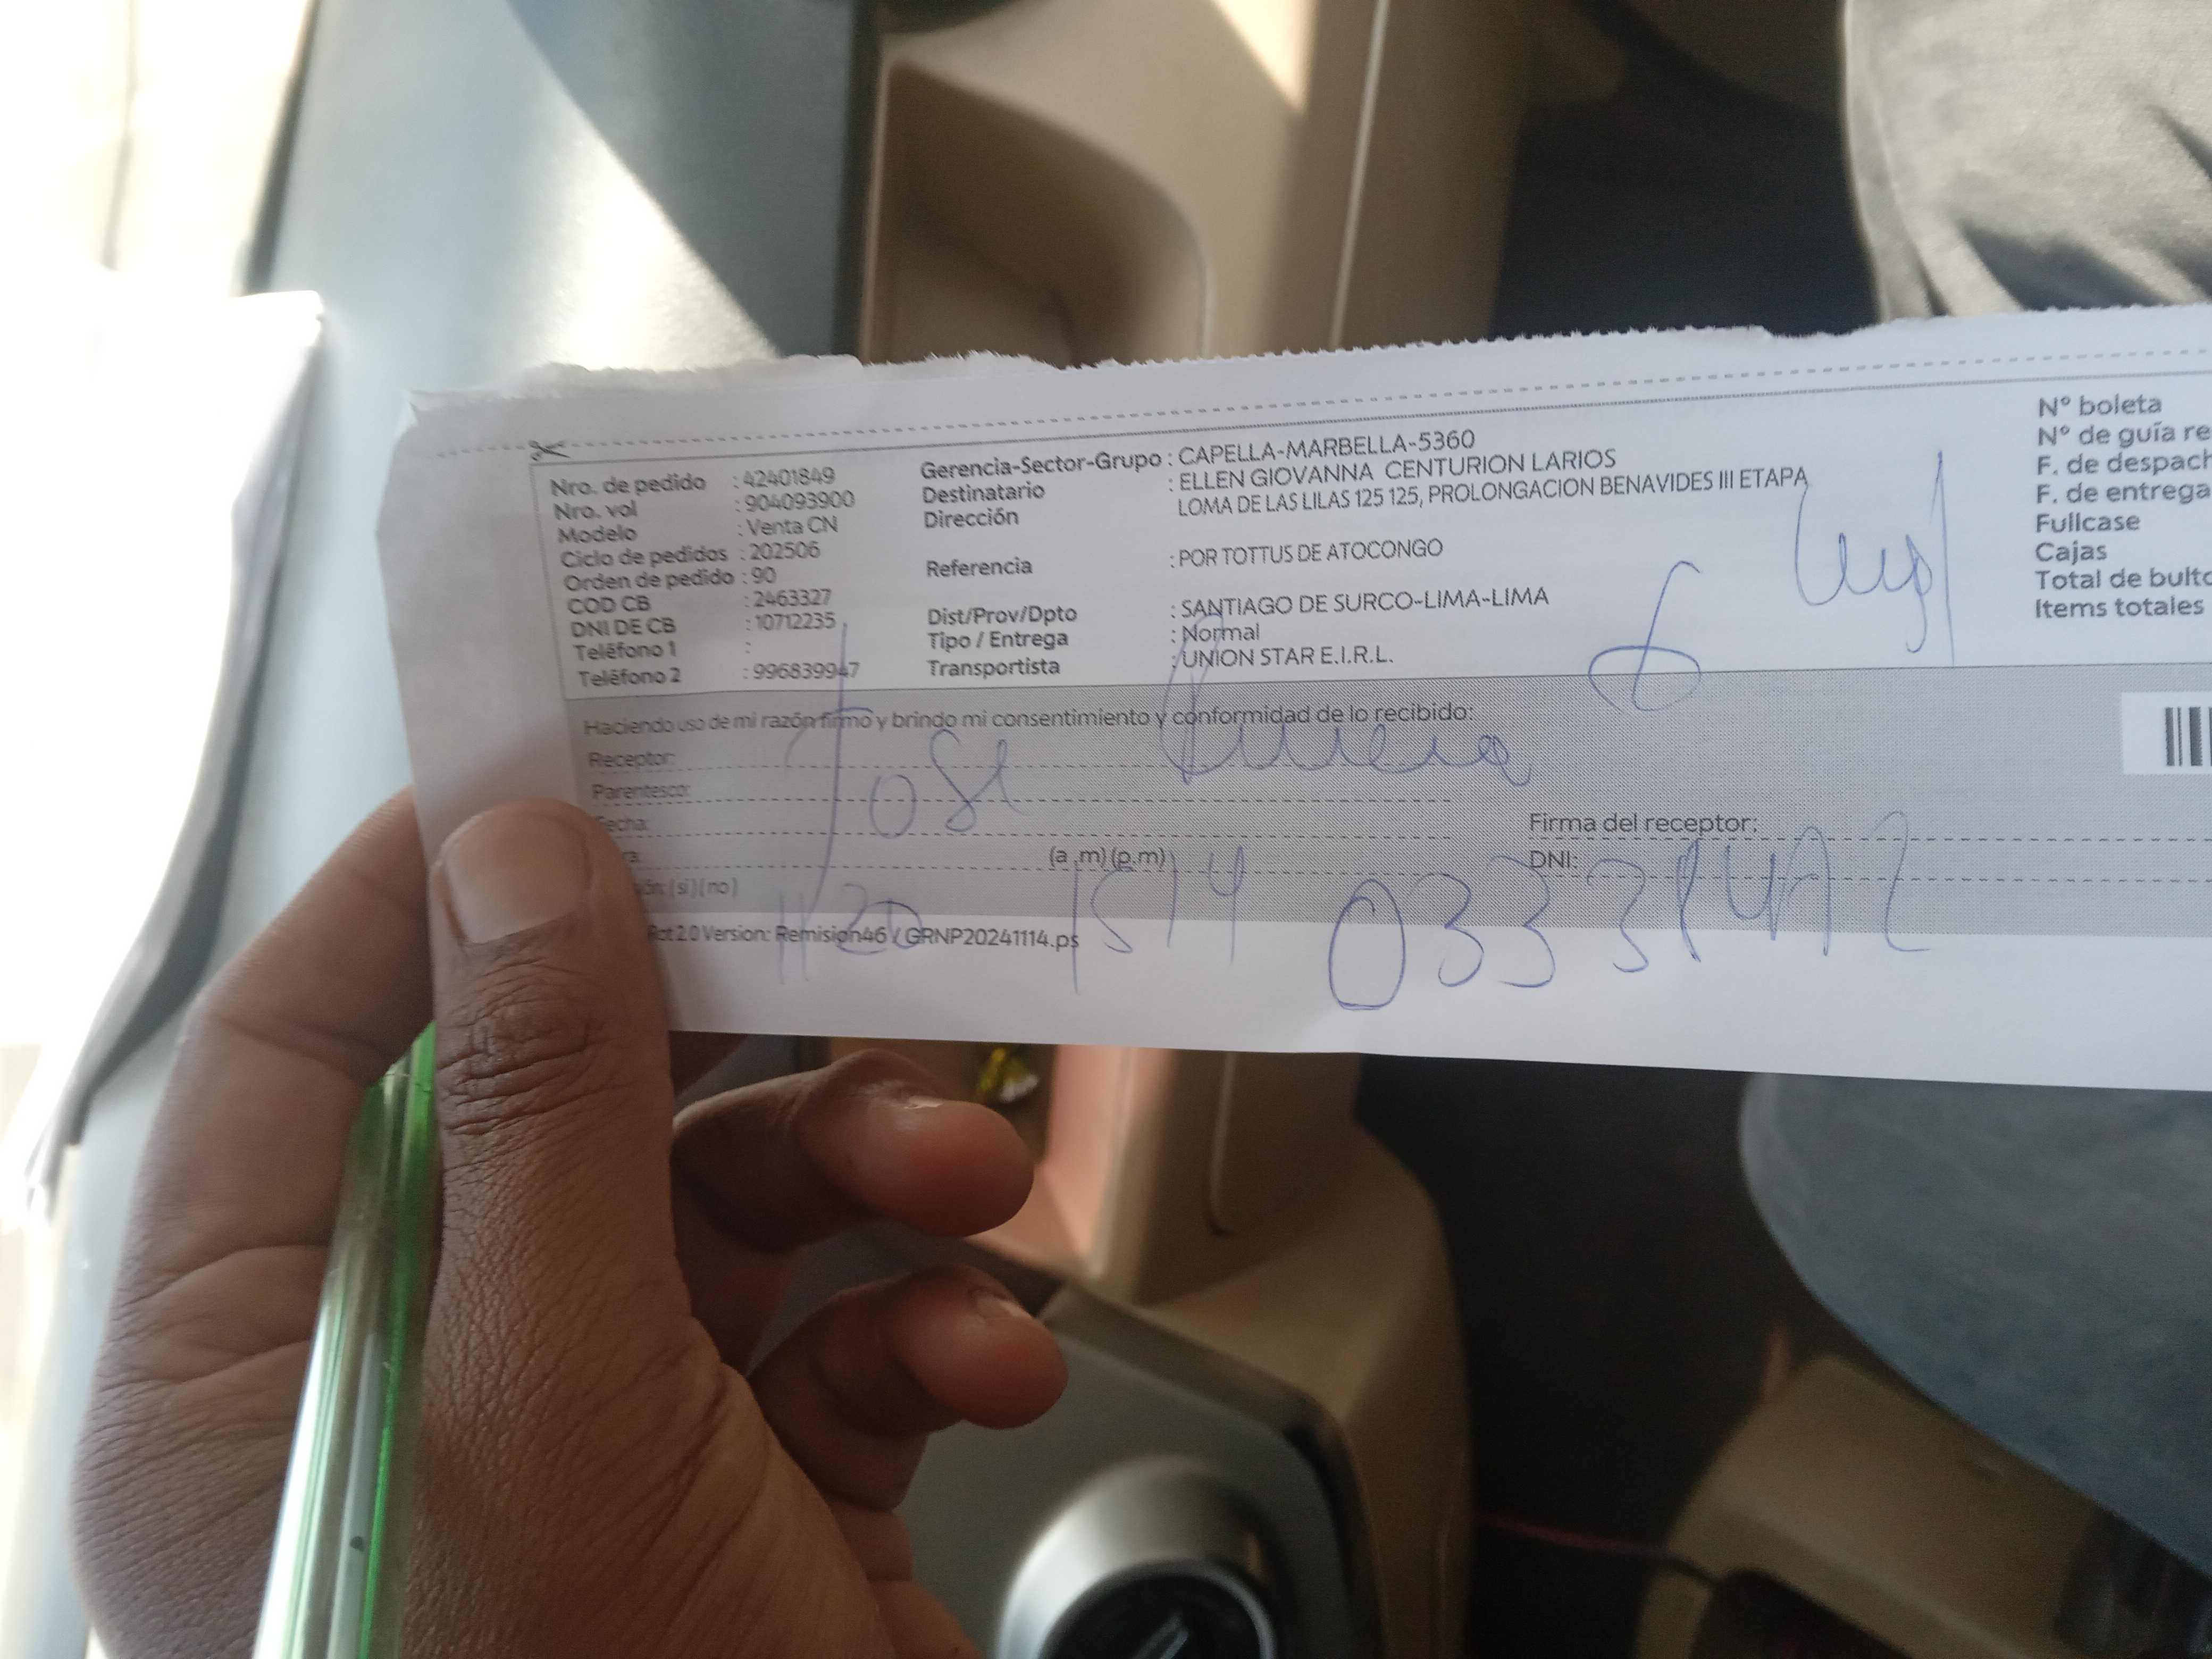 Nro. de pedido : 42401849
Nro. vol : 904093900
Modelo : Venta CN
Ciclo de pedidos : 202506
Orden de pedido : 90
COD CB : 2463327
DNI DE CB : 10712235
Teléfono 1 :
Teléfono 2 : 996839947
Gerencia-Sector-Grupo : CAPELLA-MARBELLA-5360
Destinatario : ELLEN GIOVANNA CENTURION LARIOS
Dirección : LOMA DE LAS LILAS 125 125, PROLONGACION BENAVIDES III ETAPA
Referencia : POR TOTTUS DE ATOCONGO
Dist/Prov/Dpto : SANTIAGO DE SURCO-LIMA-LIMA
Tipo / Entrega : Normal
Transportista : UNION STAR E.I.R.L.
Nº boleta
Nº de guía re
F. de despach
F. de entrega
Fullcase
Cajas
Total de bulto
Items totales
Haciendo uso de mi razón firmo y brindo mi consentimiento y conformidad de lo recibido:
Receptor:
Jose
Parentesco:
Fecha:
ra: (a.m) (p.m)
ón: (si) (no)
Firma del receptor:
DNI:
Rot 2.0 Version: Remision46 / GRNP20241114.ps